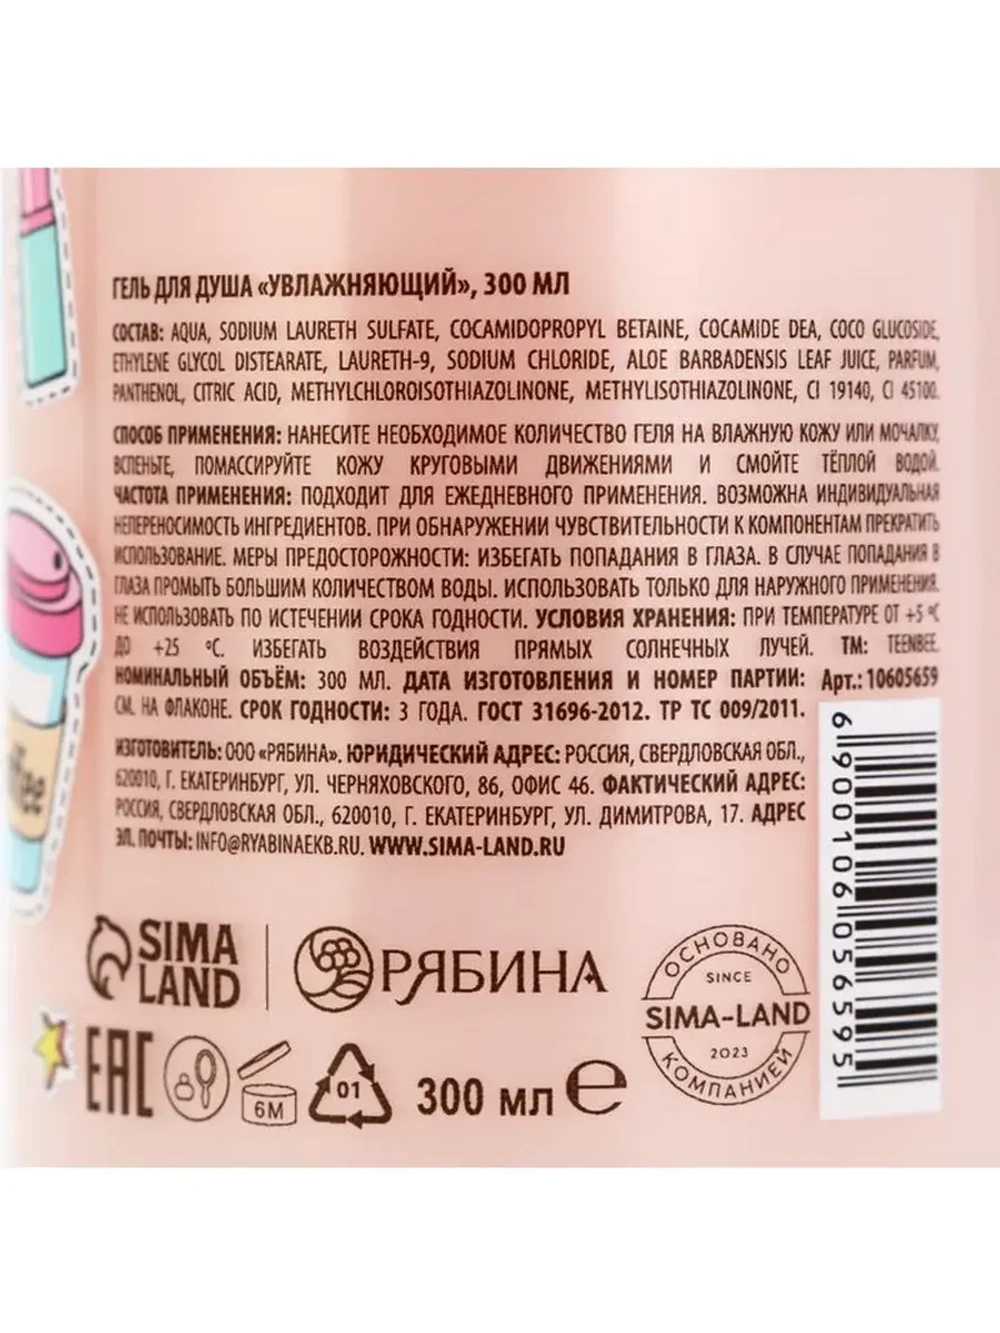 ГЕЛЬ ДЛЯ ДУША «УВЛАЖНЯЮЩИЙ», 300 МЛ
СОСТАВ: AQUA, SODIUM LAURETH SULFATE, COCAMIDOPROPYL BETAINE, COCAMIDE DEA, COCO GLUCOSIDE,
ETHYLENE GLYCOL DISTEARATE, LAURETH-9, SODIUM CHLORIDE, ALOE BARBADENSIS LEAF JUICE, PARFUM,
PANTHENOL, CITRIC ACID, METHYLCHLOROISOTHIAZOLINONE, METHYLISOTHIAZOLINONE, CI 19140, CI 45100.
СПОСОБ ПРИМЕНЕНИЯ: НАНЕСИТЕ НЕОБХОДИМОЕ КОЛИЧЕСТВО ГЕЛЯ НА ВЛАЖНУЮ КОЖУ ИЛИ МОЧАЛКУ,
ВСПЕНЬТЕ, ПОМАССИРУЙТЕ КОЖУ КРУГОВЫМИ ДВИЖЕНИЯМИ И СМОЙТЕ ТЁПЛОЙ ВОДОЙ.
ЧАСТОТА ПРИМЕНЕНИЯ: ПОДХОДИТ ДЛЯ ЕЖЕДНЕВНОГО ПРИМЕНЕНИЯ. ВОЗМОЖНА ИНДИВИДУАЛЬНАЯ
НЕПЕРЕНОСИМОСТЬ ИНГРЕДИЕНТОВ. ПРИ ОБНАРУЖЕНИИ ЧУВСТВИТЕЛЬНОСТИ К КОМПОНЕНТАМ ПРЕКРАТИТЬ
ИСПОЛЬЗОВАНИЕ. МЕРЫ ПРЕДОСТОРОЖНОСТИ: ИЗБЕГАТЬ ПОПАДАНИЯ В ГЛАЗА. В СЛУЧАЕ ПОПАДАНИЯ В
ГЛАЗА ПРОМЫТЬ БОЛЬШИМ КОЛИЧЕСТВОМ ВОДЫ. ИСПОЛЬЗОВАТЬ ТОЛЬКО ДЛЯ НАРУЖНОГО ПРИМЕНЕНИЯ.
НЕ ИСПОЛЬЗОВАТЬ ПО ИСТЕЧЕНИИ СРОКА ГОДНОСТИ. УСЛОВИЯ ХРАНЕНИЯ: ПРИ ТЕМПЕРАТУРЕ ОТ +5 ºC
ДО +25 ºC. ИЗБЕГАТЬ ВОЗДЕЙСТВИЯ ПРЯМЫХ СОЛНЕЧНЫХ ЛУЧЕЙ. ТМ: TEENBEE.
НОМИНАЛЬНЫЙ ОБЪЁМ: 300 МЛ. ДАТА ИЗГОТОВЛЕНИЯ И НОМЕР ПАРТИИ: Арт.: 10605659
СМ. НА ФЛАКОНЕ. СРОК ГОДНОСТИ: 3 ГОДА. ГОСТ 31696-2012. ТР ТС 009/2011.
ИЗГОТОВИТЕЛЬ: ООО «РЯБИНА». ЮРИДИЧЕСКИЙ АДРЕС: РОССИЯ, СВЕРДЛОВСКАЯ ОБЛ.,
620010, Г. ЕКАТЕРИНБУРГ, УЛ. ЧЕРНЯХОВСКОГО, 86, ОФИС 46. ФАКТИЧЕСКИЙ АДРЕС:
РОССИЯ, СВЕРДЛОВСКАЯ ОБЛ., 620010, Г. ЕКАТЕРИНБУРГ, УЛ. ДИМИТРОВА, 17. АДРЕС
ЭЛ. ПОЧТЫ: INFO@RYABINAEKB.RU. WWW.SIMA-LAND.RU
6900106056595
SIMA
LAND
РЯБИНА
ОСНОВАНО
SINCE
SIMA-LAND
2023
КОМПАНИЕЙ
ЕАС
6M
01
300 МЛ e